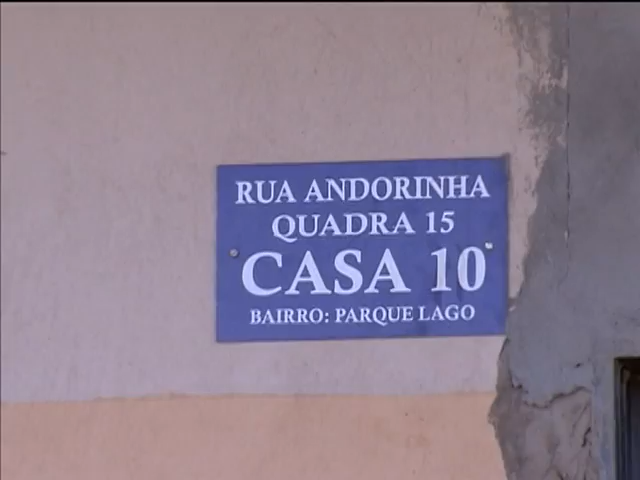 RUA ANDORINHA
QUADRA 15
CASA 10
BAIRRO: PARQUE LAGO